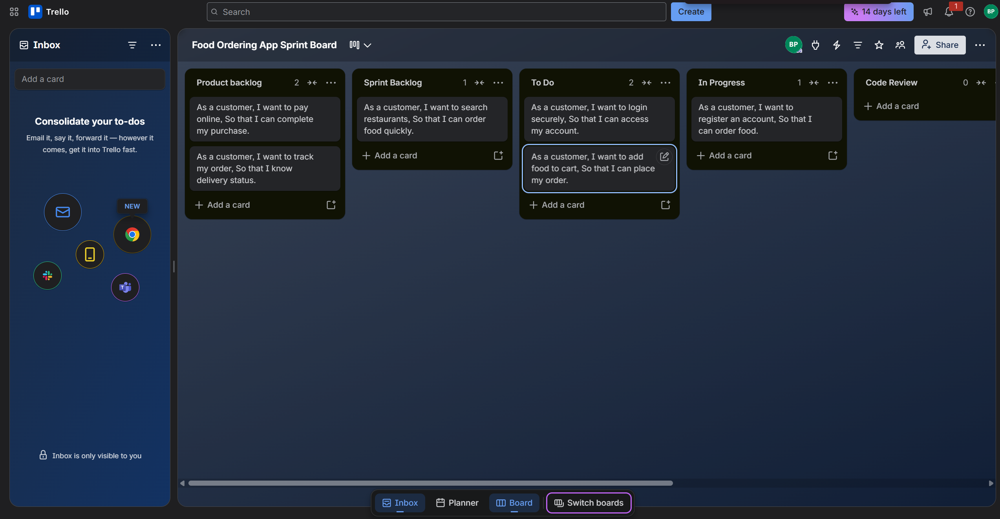 Trello
Search
Create
14 days left
1
BP
Inbox
Add a card
Consolidate your to-dos
Email it, say it, forward it — however it
comes, get it into Trello fast.
NEW
T
Inbox is only visible to you
Food Ordering App Sprint Board
BP
Share
Product backlog 2
As a customer, I want to pay
online, So that I can complete
my purchase.
As a customer, I want to track
my order, So that I know
delivery status.
Add a card
Sprint Backlog 1
As a customer, I want to search
restaurants, So that I can order
food quickly.
Add a card
To Do 2
As a customer, I want to login
securely, So that I can access
my account.
As a customer, I want to add
food to cart, So that I can place
my order.
Add a card
In Progress 1
As a customer, I want to
register an account, So that I
can order food.
Add a card
Code Review 0
Add a card
Inbox
Planner
Board
Switch boards